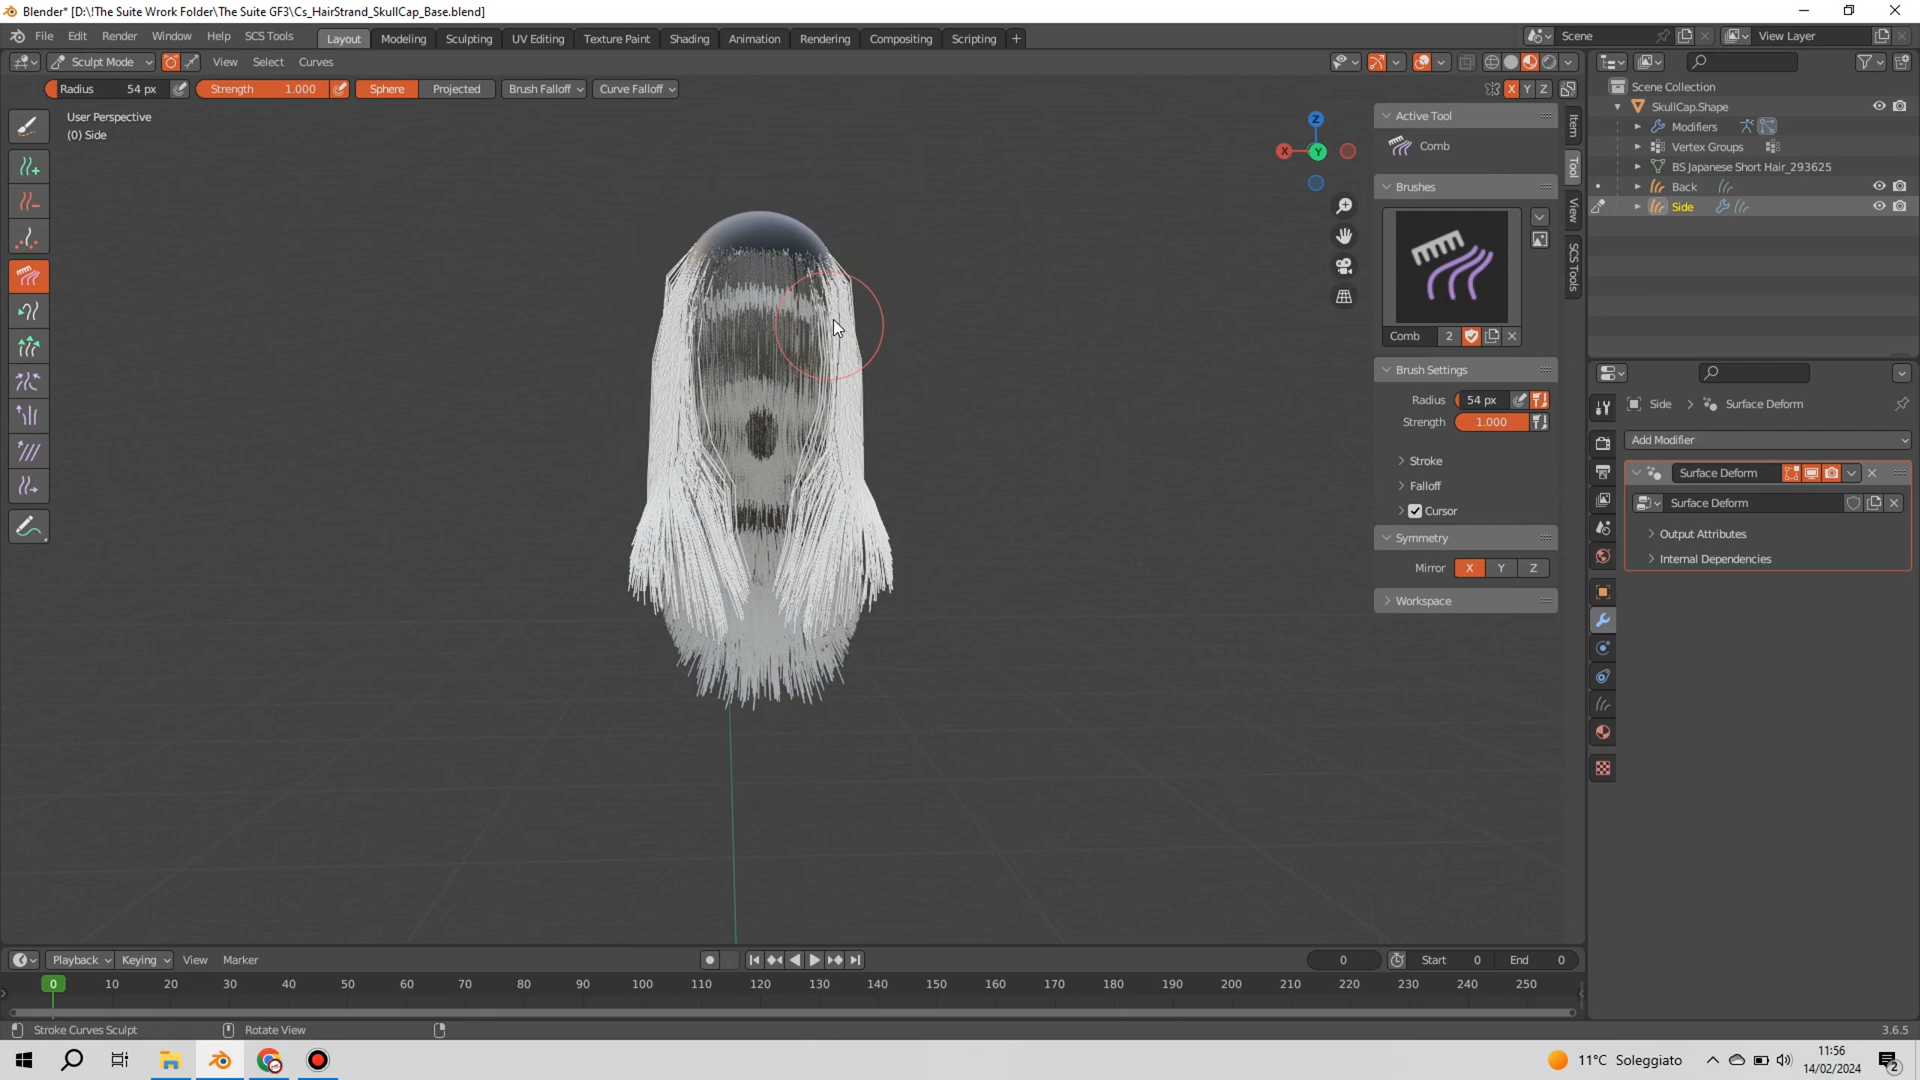 Blender* [D:\!The Suite Wrork Folder\The Suite GF3\Cs_HairStrand_SkullCap_Base.blend]
File Edit Render Window Help SCS Tools Layout Modeling Sculpting UV Editing Texture Paint Shading Animation Rendering Compositing Scripting + Scene View Layer
Sculpt Mode View Select Curves
Radius 54 px Strength 1.000 Sphere Projected Brush Falloff Curve Falloff X Y Z
User Perspective
(0) Side
Z
X
Y
Active Tool
Comb
Brushes
Comb 2
Brush Settings
Radius 54 px
Strength 1.000
Stroke
Falloff
Cursor
Symmetry
Mirror X Y Z
Workspace
Item
Tool
View
SCS Tools
Scene Collection
SkullCap.Shape
Modifiers
Vertex Groups
BS Japanese Short Hair_293625
Back
Side
Side Surface Deform
Add Modifier
Surface Deform
Surface Deform
Output Attributes
Internal Dependencies
Playback Keying View Marker 0 Start 0 End 0
0 10 20 30 40 50 60 70 80 90 100 110 120 130 140 150 160 170 180 190 200 210 220 230 240 250
Stroke Curves Sculpt Rotate View 3.6.5
11°C Soleggiato
11:56
14/02/2024
2